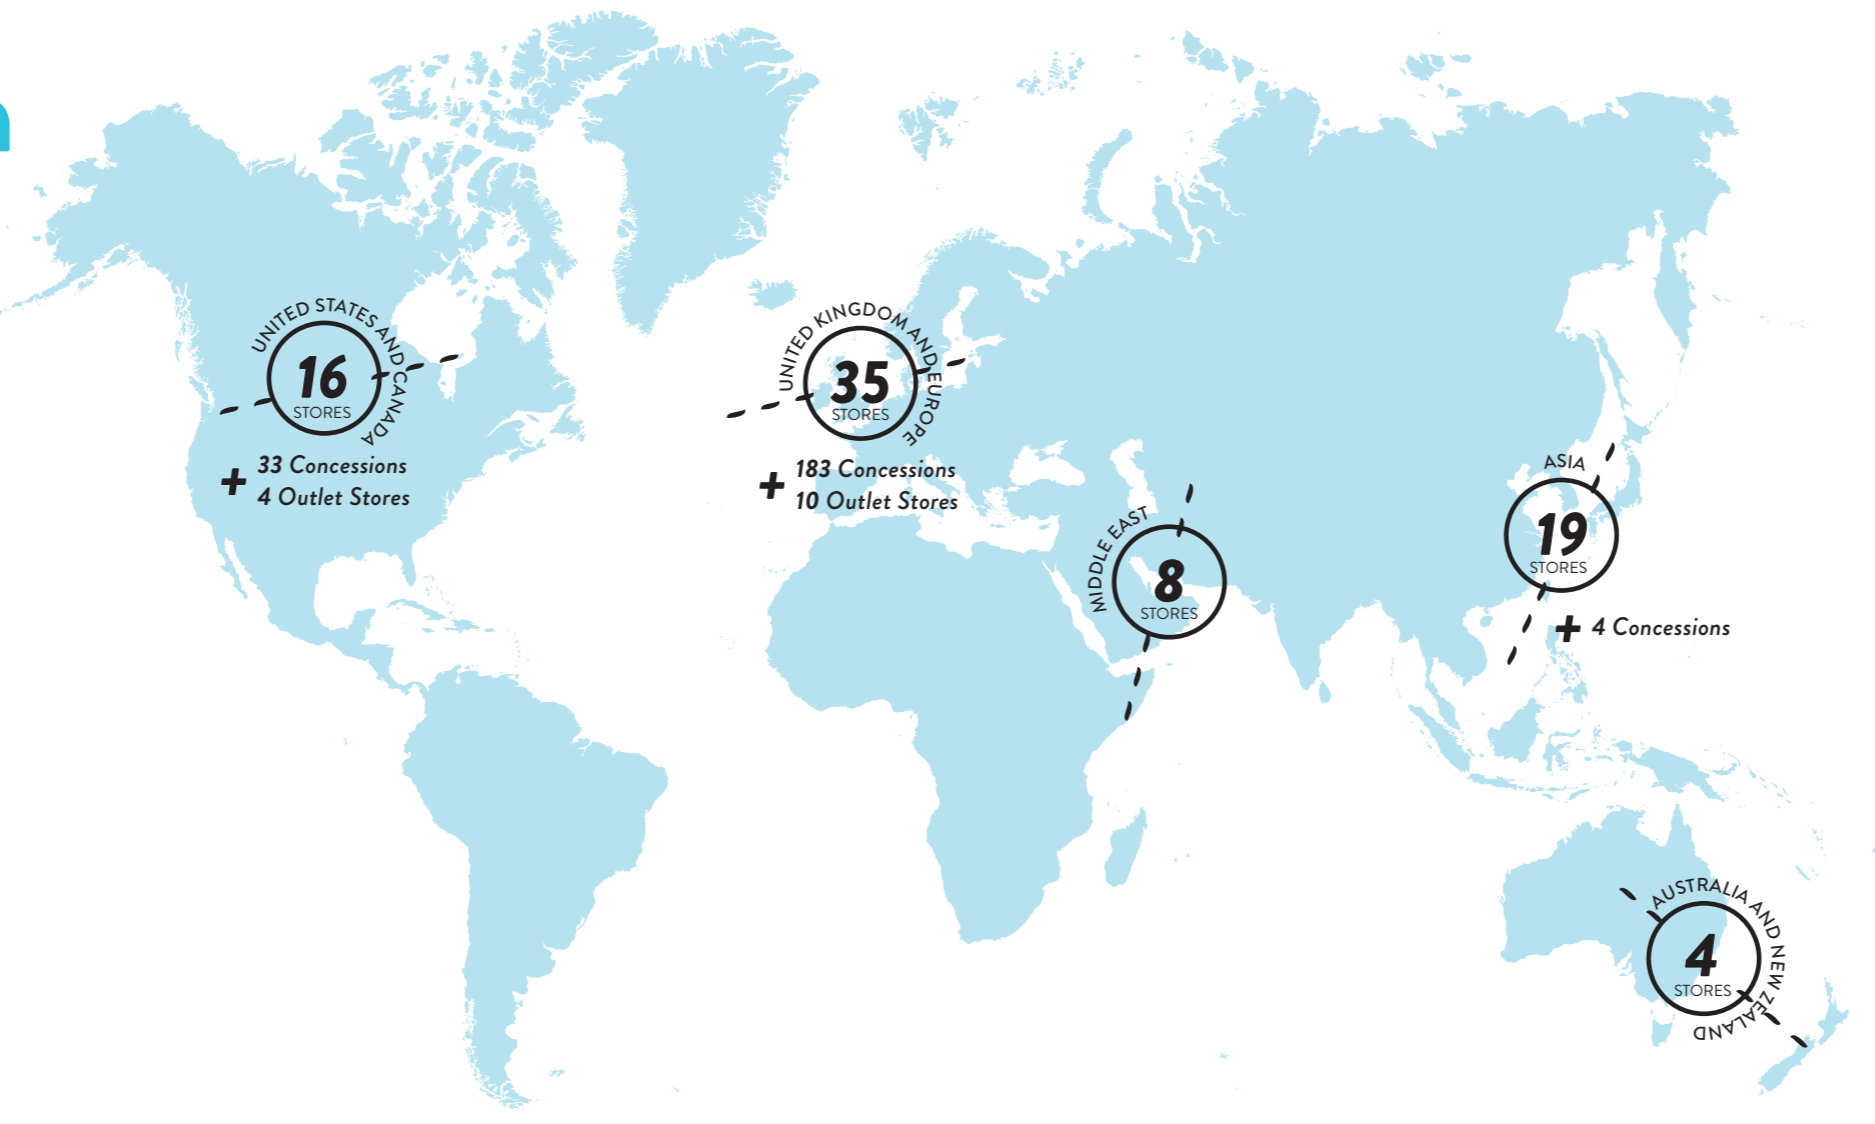 UNITED STATES AND CANADA
16
STORES
+ 33 Concessions
4 Outlet Stores
UNITED KINGDOM AND EUROPE
35
STORES
+ 183 Concessions
10 Outlet Stores
MIDDLE EAST
8
STORES
ASIA
19
STORES
+ 4 Concessions
AUSTRALIA AND NEW ZEALAND
4
STORES